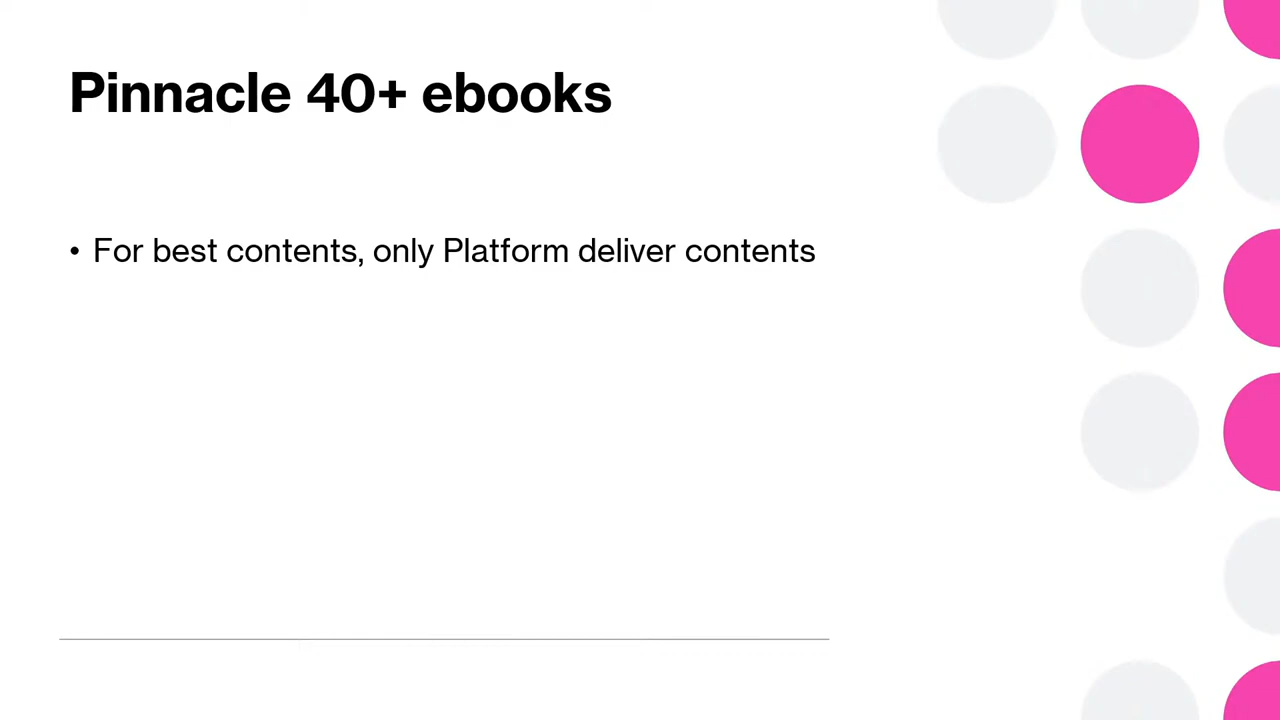 Pinnacle 40+ ebooks
• For best contents, only Platform deliver contents